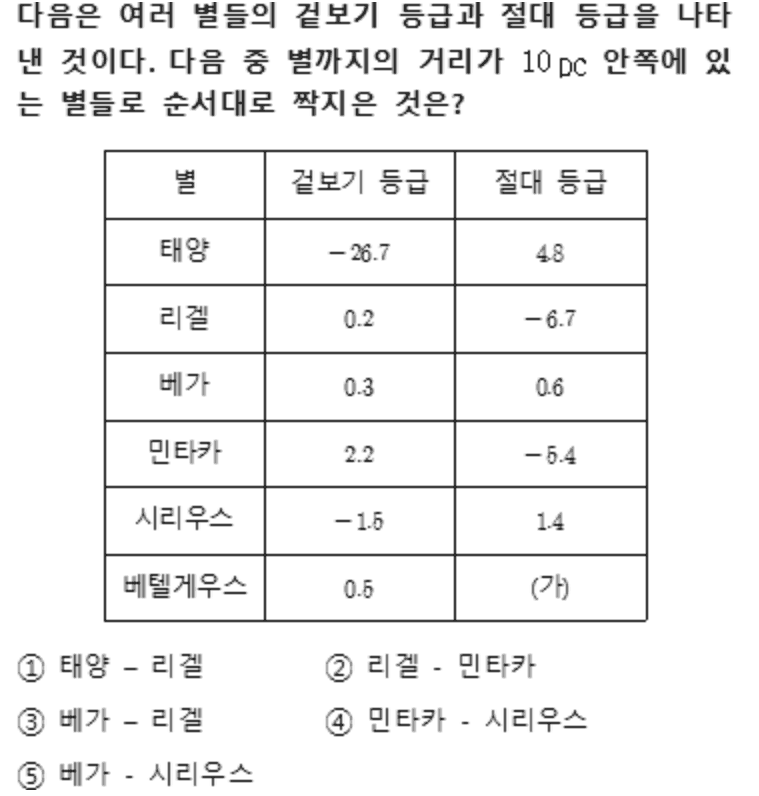 다음은 여러 별들의 겉보기 등급과 절대 등급을 나타
낸 것이다. 다음 중 별까지의 거리가 10 pc 안쪽에 있
는 별들로 순서대로 짝지은 것은?
별 겉보기 등급 절대 등급
태양 −26.7 4.8
리겔 0.2 −6.7
베가 0.3 0.6
민타카 2.2 −5.4
시리우스 −1.5 1.4
베텔게우스 0.5 (가)
① 태양 – 리겔 ② 리겔 - 민타카
③ 베가 – 리겔 ④ 민타카 - 시리우스
⑤ 베가 - 시리우스